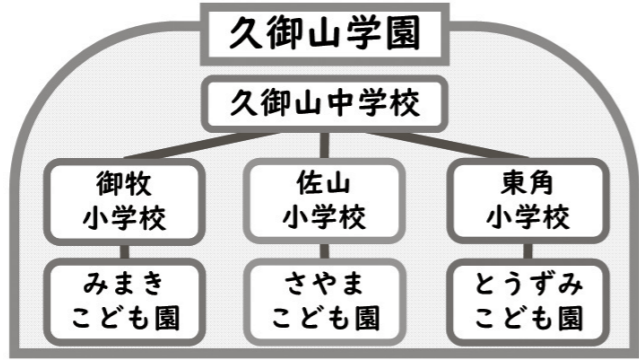 久御山学園
久御山中学校
御牧
小学校
佐山
小学校
東角
小学校
みまき
こども園
さやま
こども園
とうずみ
こども園